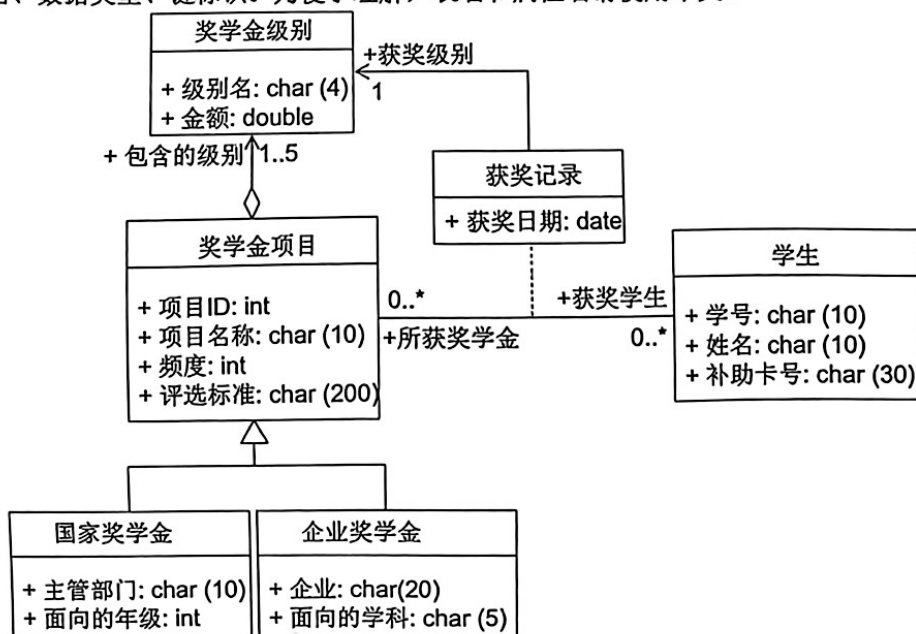 奖学金级别
+ 级别名: char (4)
+ 金额: double
+获奖级别
1
+ 包含的级别
1..5
获奖记录
+ 获奖日期: date
奖学金项目
+ 项目ID: int
+ 项目名称: char (10)
+ 频度: int
+ 评选标准: char (200)
0..*
+所获奖学金
+获奖学生
0..*
学生
+ 学号: char (10)
+ 姓名: char (10)
+ 补助卡号: char (30)
国家奖学金
+ 主管部门: char (10)
+ 面向的年级: int
企业奖学金
+ 企业: char(20)
+ 面向的学科: char (5)